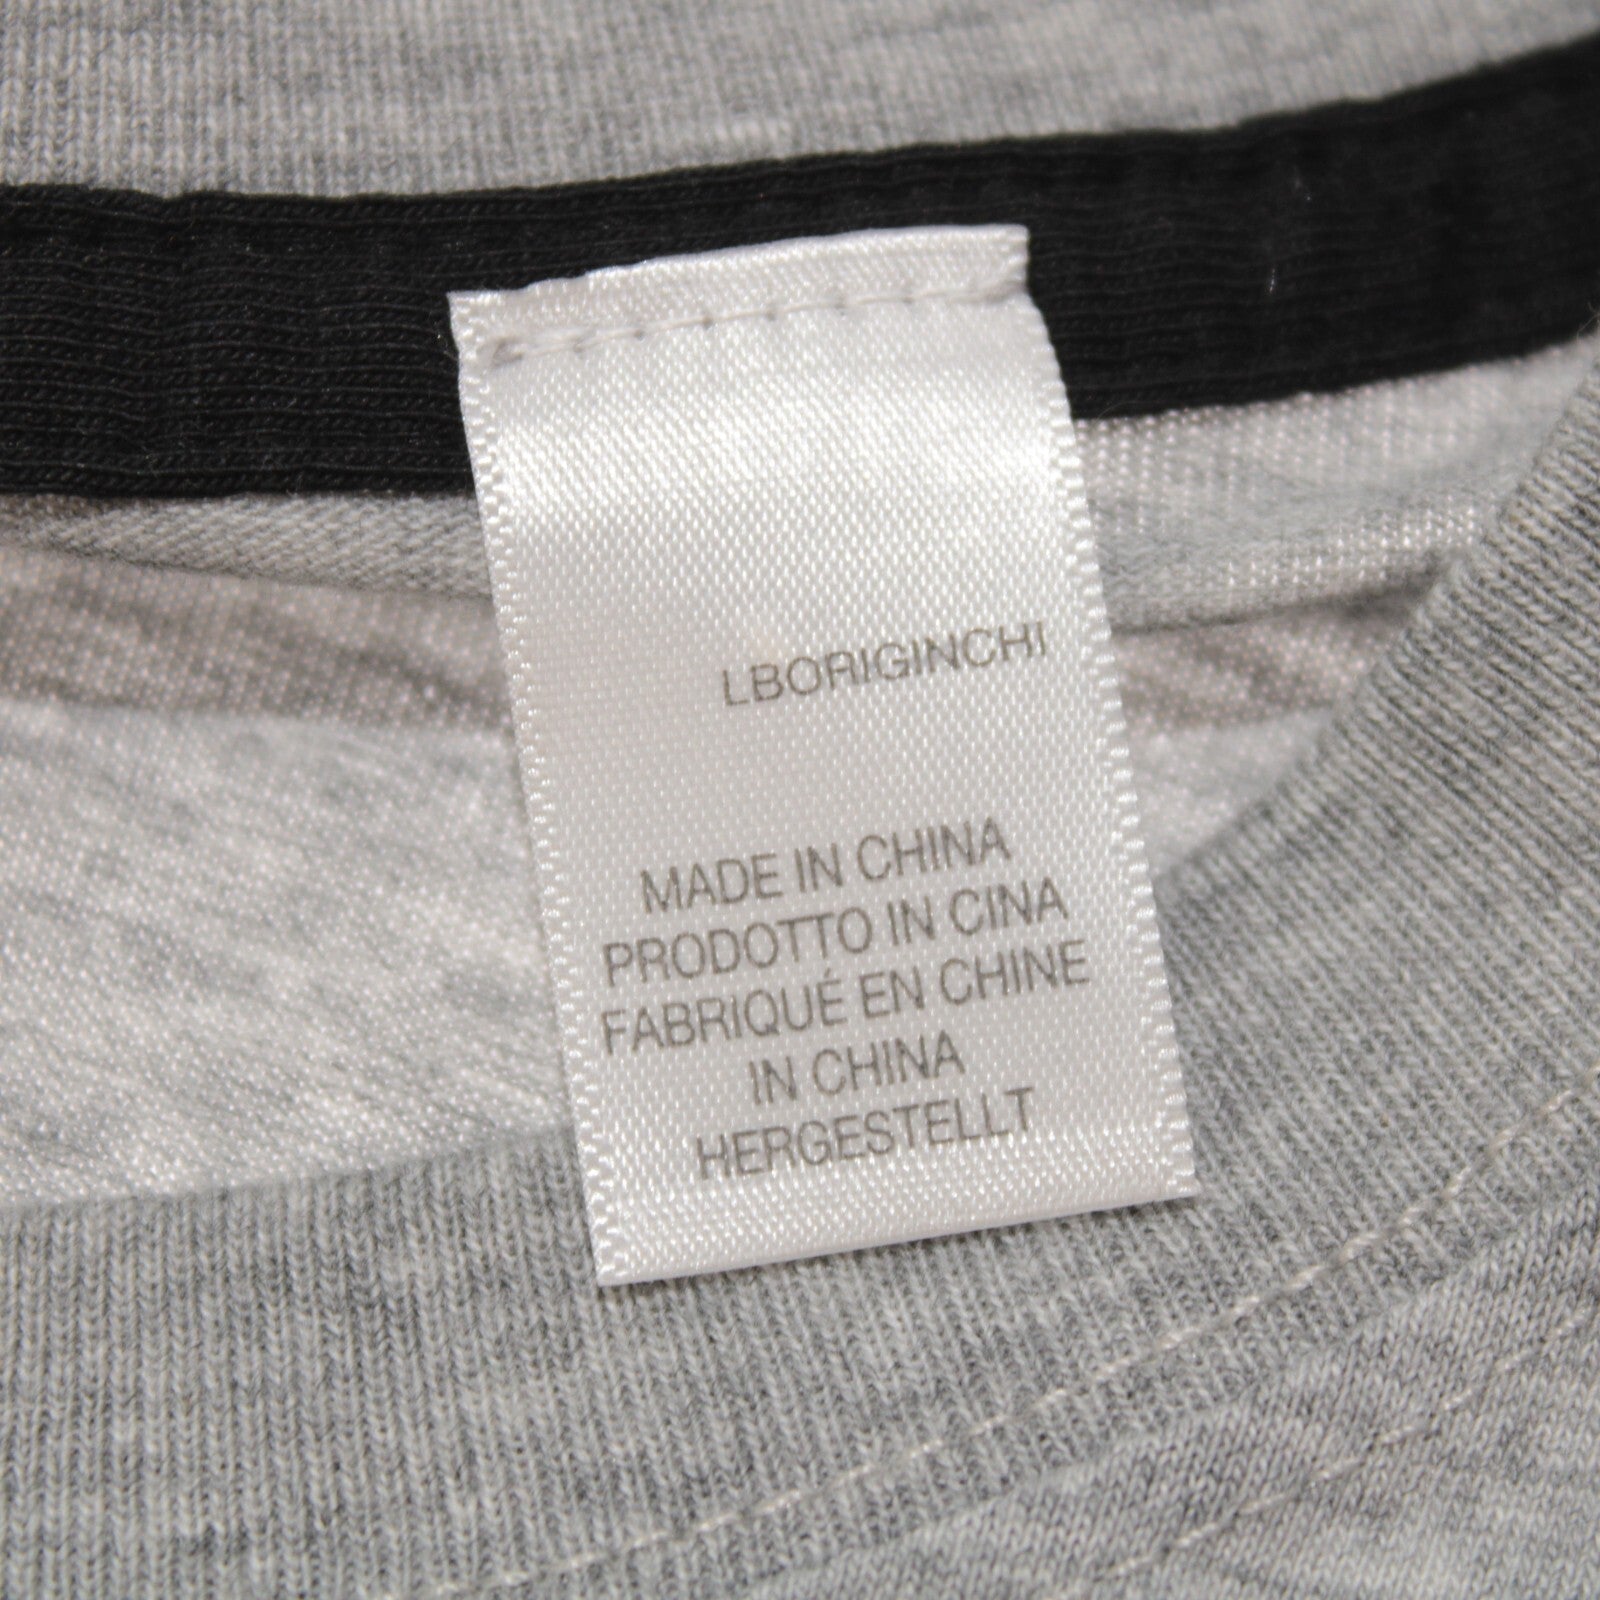 LBORIGINCHI
MADE IN CHINA
PRODOTTO IN CINA
FABRIQUÉ EN CHINE
IN CHINA
HERGESTELLT